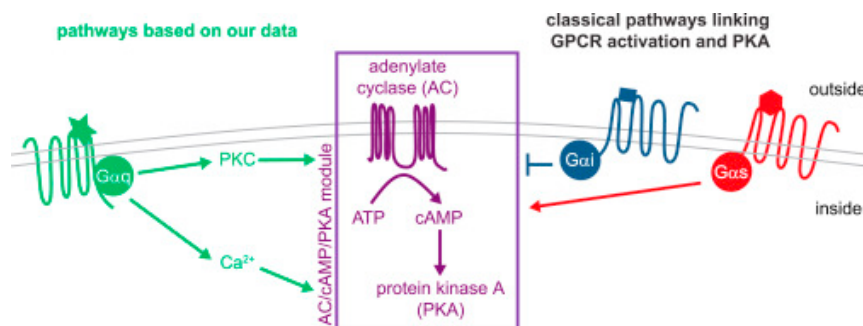 pathways based on our data
classical pathways linking
GPCR activation and PKA
adenylate
cyclase (AC)
outside
Gαq
PKC
Gαi
Gαs
ATP
cAMP
inside
Ca²⁺
protein kinase A
(PKA)
AC/cAMP/PKA module